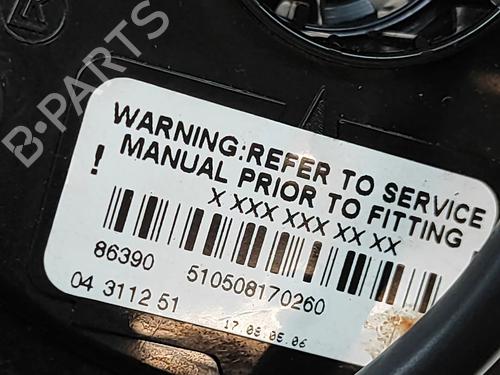 B-PARTS
WARNING:REFER TO SERVICE
! MANUAL PRIOR TO FITTING
X XXX XXX XX XX
86390 510508170260
04 3112 51
17.08.05.06